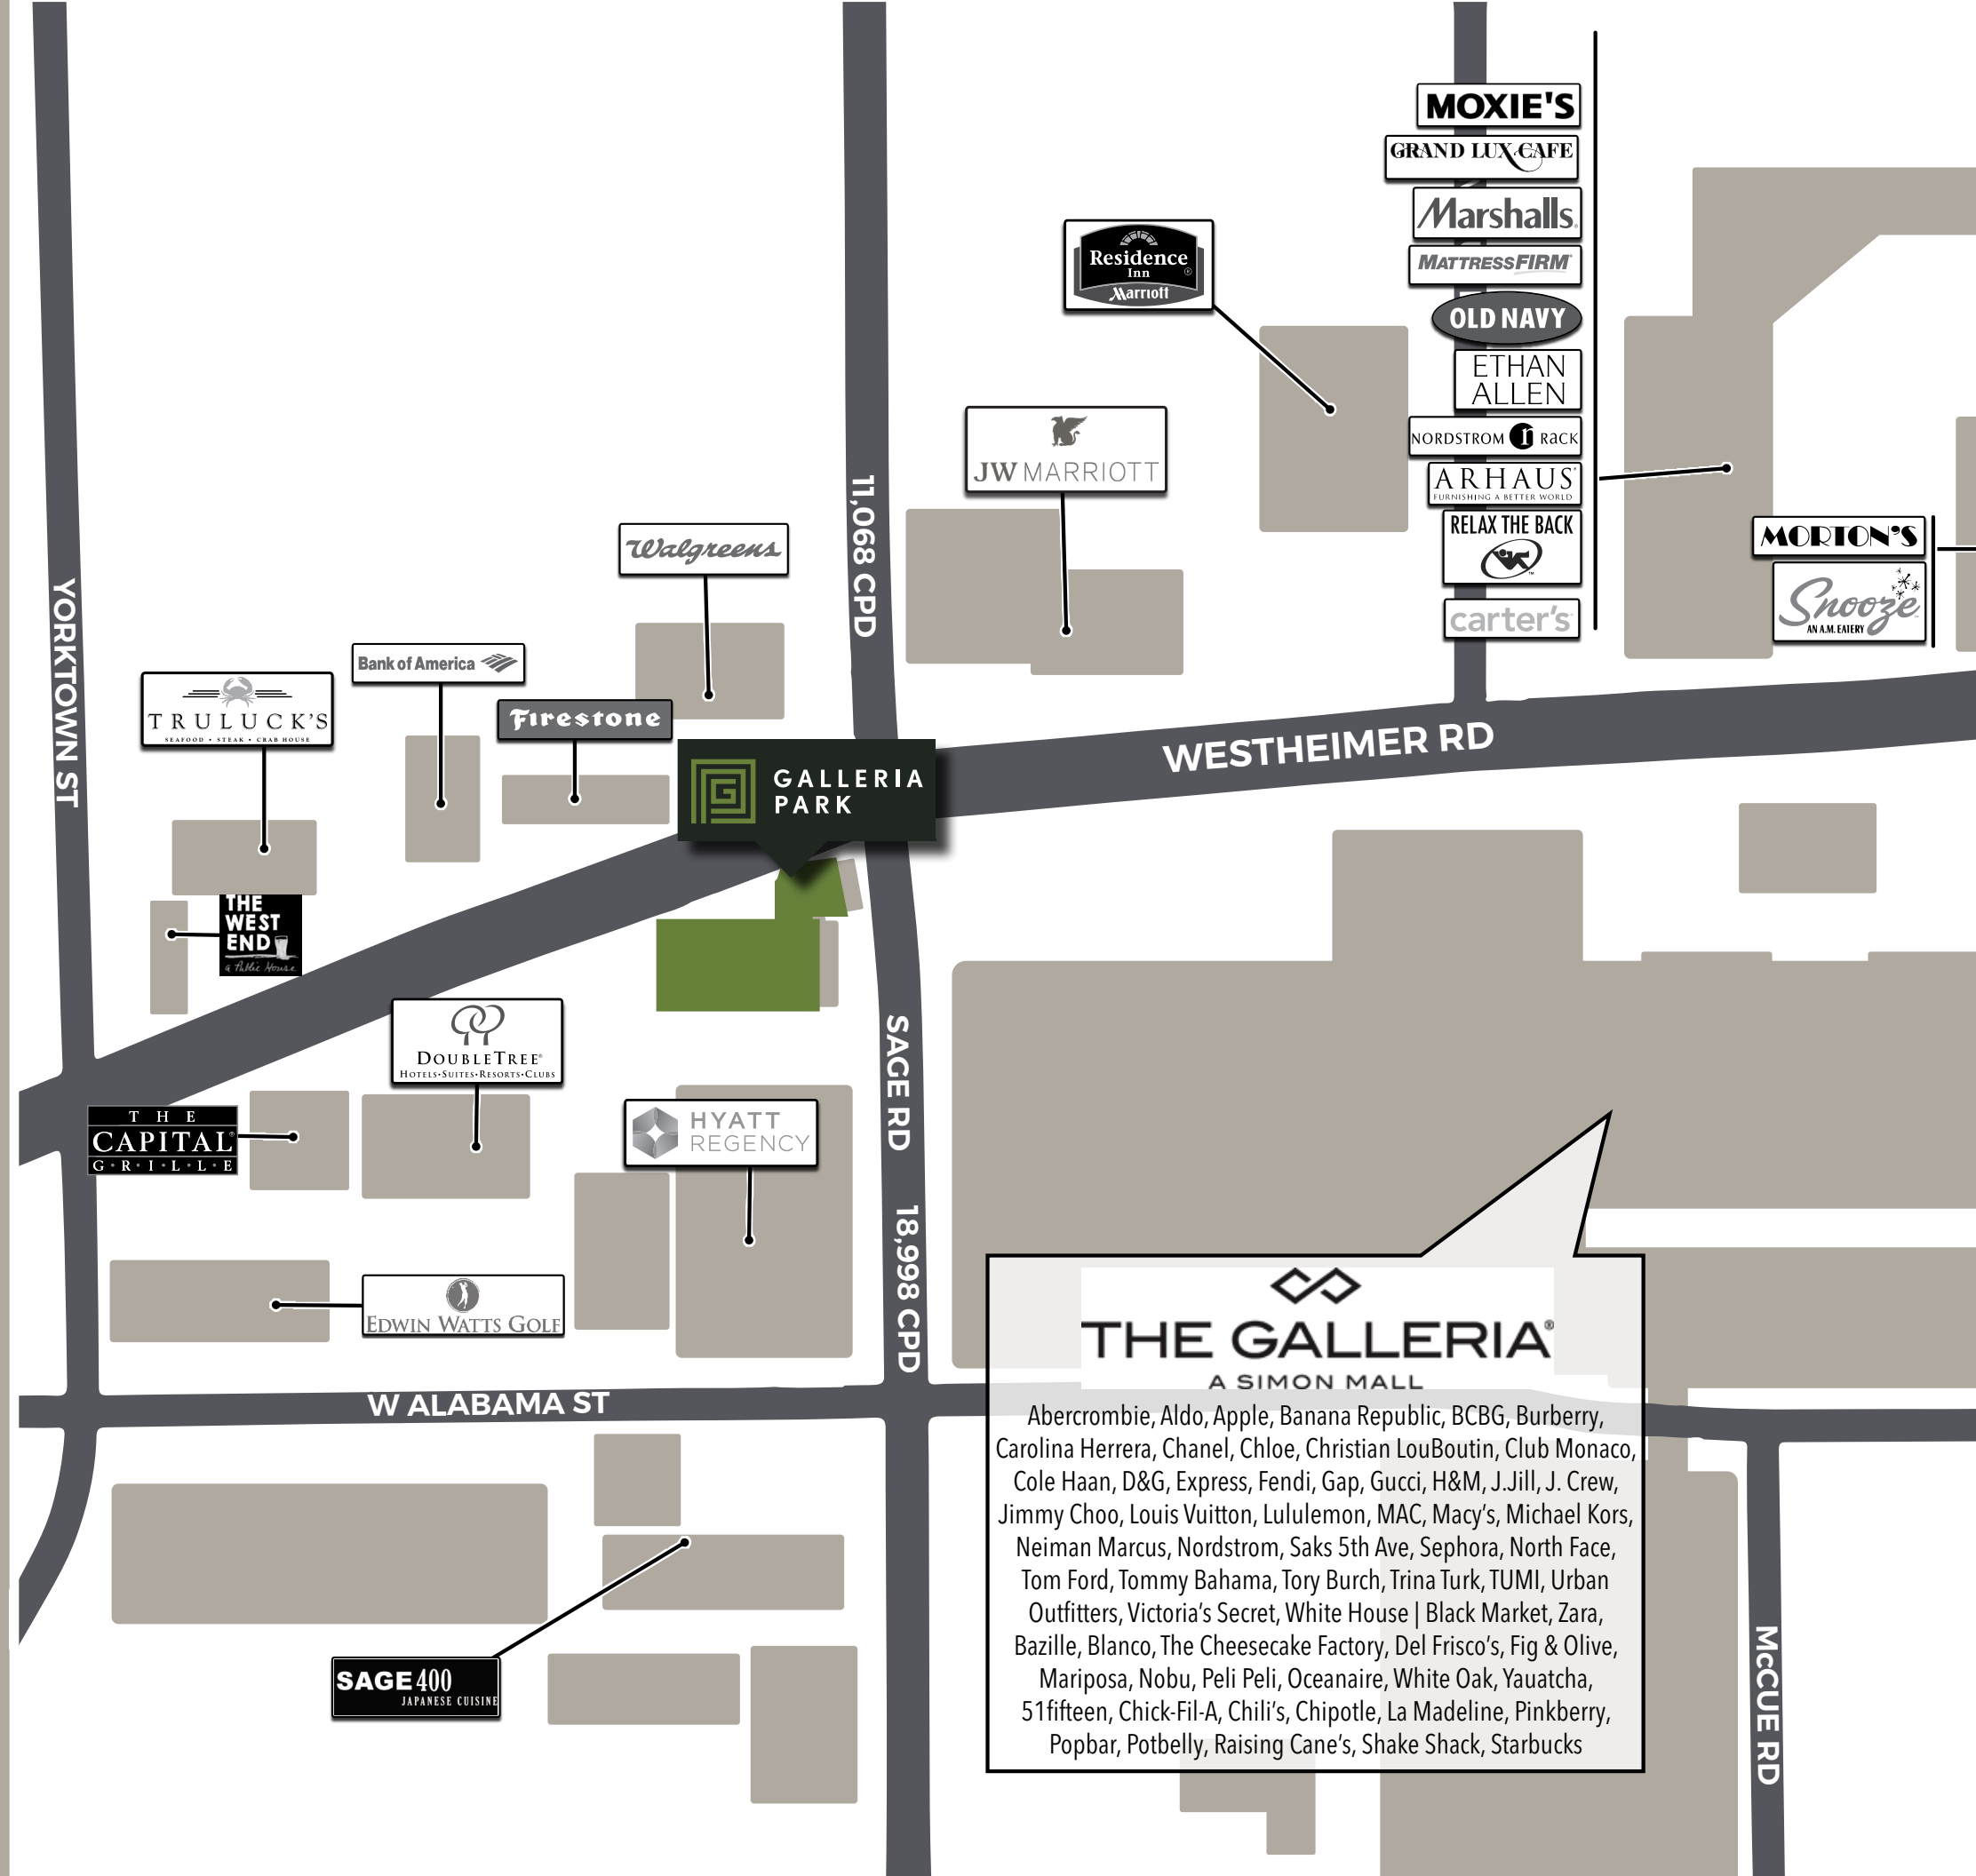 MOXIE'S
GRAND LUX CAFE
Marshalls
MATTRESS FIRM
OLD NAVY
ETHAN
ALLEN
NORDSTROM r RACK
ARHAUS
FURNISHING A BETTER WORLD
RELAX THE BACK
carter's
Residence
Inn
Marriott
JW MARRIOTT
MORTON'S
Snooze
AN A.M. EATERY
Walgreens
11,068 CPD
YORKTOWN ST
Bank of America
TRULUCK'S
SEAFOOD • STEAK • CRAB HOUSE
Firestone
WESTHEIMER RD
GALLERIA
PARK
THE
WEST
END
a Public House
DOUBLETREE®
HOTELS•SUITES•RESORTS•CLUBS
SAGE RD
THE
CAPITAL®
G•R•I•L•L•E
HYATT
REGENCY
18,998 CPD
EDWIN WATTS GOLF
W ALABAMA ST
THE GALLERIA®
A SIMON MALL
Abercrombie, Aldo, Apple, Banana Republic, BCBG, Burberry,
Carolina Herrera, Chanel, Chloe, Christian LouBoutin, Club Monaco,
Cole Haan, D&G, Express, Fendi, Gap, Gucci, H&M, J.Jill, J. Crew,
Jimmy Choo, Louis Vuitton, Lululemon, MAC, Macy's, Michael Kors,
Neiman Marcus, Nordstrom, Saks 5th Ave, Sephora, North Face,
Tom Ford, Tommy Bahama, Tory Burch, Trina Turk, TUMI, Urban
Outfitters, Victoria's Secret, White House | Black Market, Zara,
Bazille, Blanco, The Cheesecake Factory, Del Frisco's, Fig & Olive,
Mariposa, Nobu, Peli Peli, Oceanaire, White Oak, Yauatcha,
51fifteen, Chick-Fil-A, Chili's, Chipotle, La Madeline, Pinkberry,
Popbar, Potbelly, Raising Cane's, Shake Shack, Starbucks
SAGE 400
JAPANESE CUISINE
McCUE RD